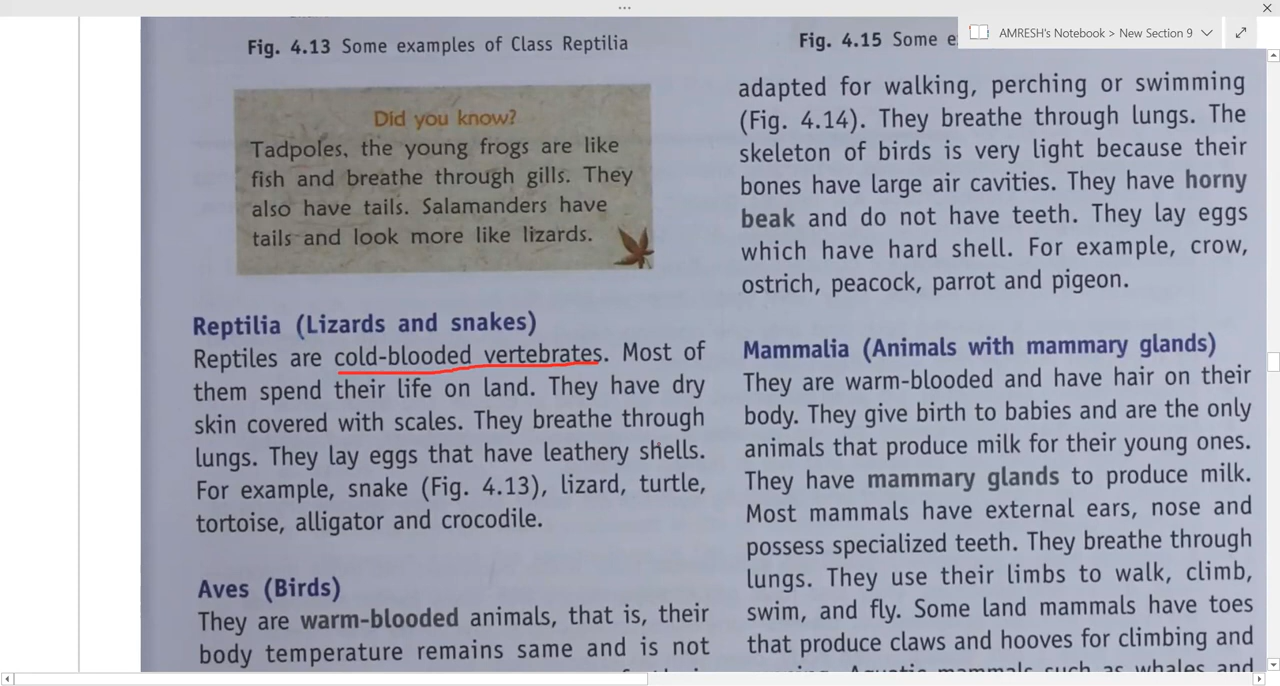 AMRESH's Notebook > New Section 9
Fig. 4.13 Some examples of Class Reptilia
Did you know?
Tadpoles, the young frogs are like
fish and breathe through gills. They
also have tails. Salamanders have
tails and look more like lizards.
Reptilia (Lizards and snakes)
Reptiles are cold-blooded vertebrates. Most of
them spend their life on land. They have dry
skin covered with scales. They breathe through
lungs. They lay eggs that have leathery shells.
For example, snake (Fig. 4.13), lizard, turtle,
tortoise, alligator and crocodile.
Aves (Birds)
They are warm-blooded animals, that is, their
body temperature remains same and is not
Fig. 4.15 Some
adapted for walking, perching or swimming
(Fig. 4.14). They breathe through lungs. The
skeleton of birds is very light because their
bones have large air cavities. They have horny
beak and do not have teeth. They lay eggs
which have hard shell. For example, crow,
ostrich, peacock, parrot and pigeon.
Mammalia (Animals with mammary glands)
They are warm-blooded and have hair on their
body. They give birth to babies and are the only
animals that produce milk for their young ones.
They have mammary glands to produce milk.
Most mammals have external ears, nose and
possess specialized teeth. They breathe through
lungs. They use their limbs to walk, climb,
swim, and fly. Some land mammals have toes
that produce claws and hooves for climbing and
Aquatic mammals such as whales and